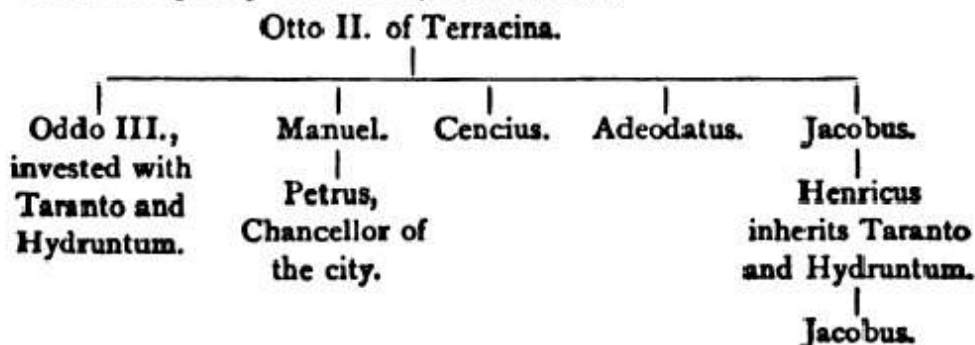 Otto II. of Terracina.
Oddo III.,
invested with
Taranto and
Hydruntum.
Manuel.
Petrus,
Chancellor of
the city.
Cencius.
Adeodatus.
Jacobus.
Henricus
inherits Taranto
and Hydruntum.
Jacobus.